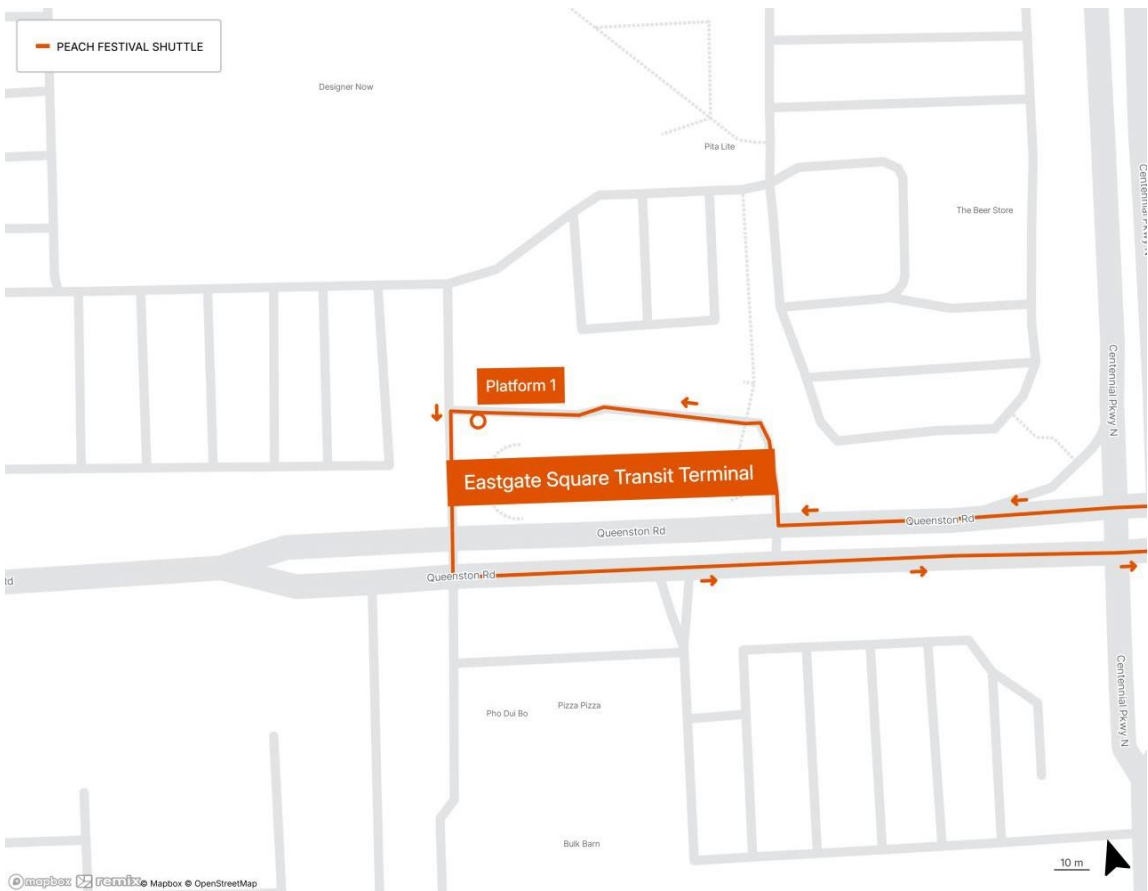 PEACH FESTIVAL SHUTTLE
Designer Now
Pita Lite
Centennial Pkwy N
The Beer Store
Centennial Pkwy N
Platform 1
Eastgate Square Transit Terminal
Queenston Rd
Queenston Rd
Queenston Rd
Rd
Centennial Pkwy N
Pizza Pizza
Pho Dui Bo
Bulk Barn
10 m
mapbox remix © Mapbox © OpenStreetMap